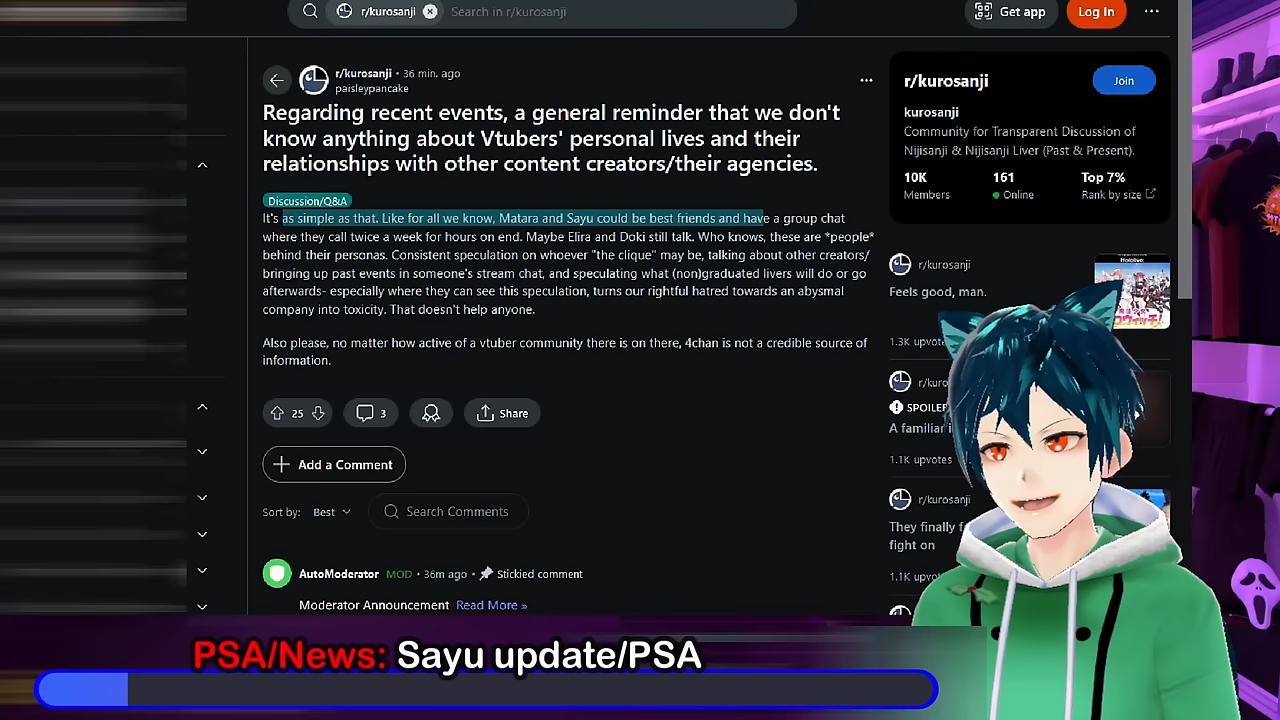 r/kurosanji
Search in r/kurosanji
Get app
Log In
r/kurosanji • 36 min. ago
paisleypancake
Regarding recent events, a general reminder that we don't
know anything about Vtubers' personal lives and their
relationships with other content creators/their agencies.
Discussion/Q&A
It's as simple as that. Like for all we know, Matara and Sayu could be best friends and have a group chat
where they call twice a week for hours on end. Maybe Elira and Doki still talk. Who knows, these are *people*
behind their personas. Consistent speculation on whoever "the clique" may be, talking about other creators/
bringing up past events in someone's stream chat, and speculating what (non)graduated livers will do or go
afterwards- especially where they can see this speculation, turns our rightful hatred towards an abysmal
company into toxicity. That doesn't help anyone.
Also please, no matter how active of a vtuber community there is on there, 4chan is not a credible source of
information.
25
3
Share
Add a Comment
Sort by: Best
Search Comments
AutoModerator MOD • 36m ago • Stickied comment
Moderator Announcement Read More »
r/kurosanji
Join
kurosanji
Community for Transparent Discussion of
Nijisanji & Nijisanji Liver (Past & Present).
10K
161
Top 7%
Members
Online
Rank by size
r/kurosanji
Feels good, man.
Hololive:
1.3K upvotes
r/kuro
SPOILER
A familiar
1.1K upvotes
r/kurosanji
They finally
fight on
1.1K
PSA/News: Sayu update/PSA